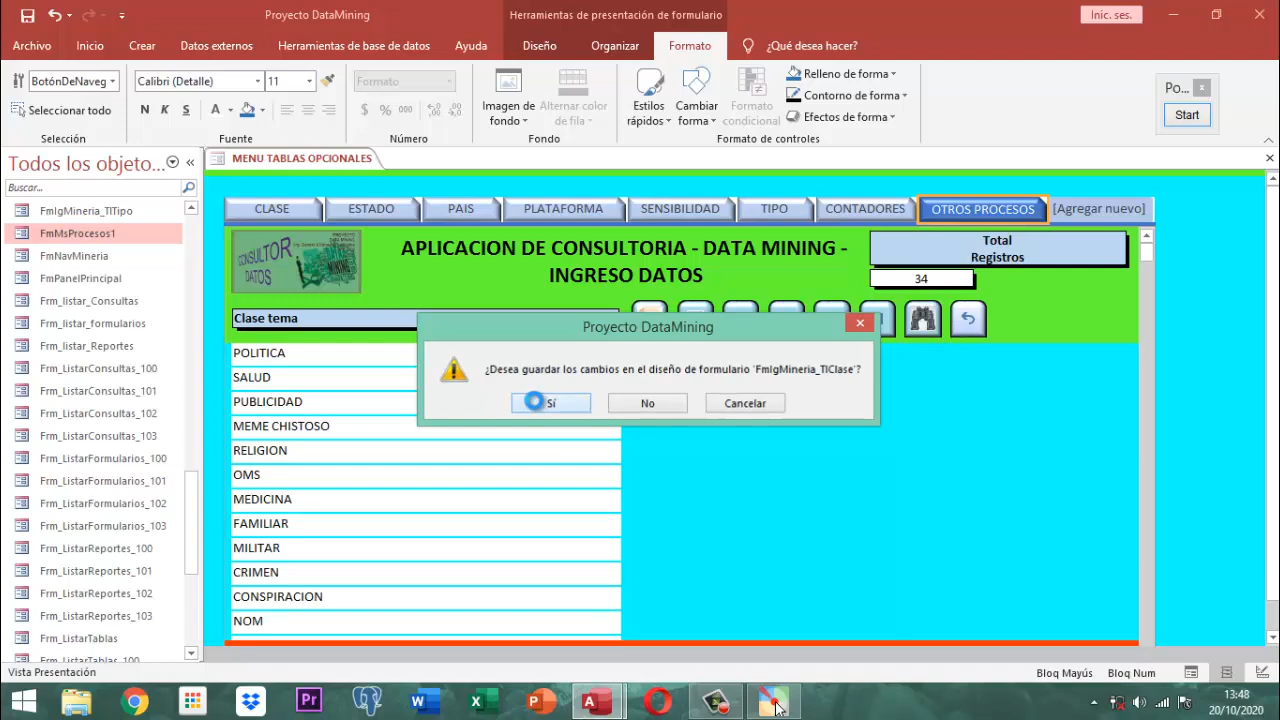 Proyecto DataMining
Herramientas de presentación de formulario
Inic. ses.
Archivo
Inicio
Crear
Datos externos
Herramientas de base de datos
Ayuda
Diseño
Organizar
Formato
¿Qué desea hacer?
BotónDeNaveg
Calibri (Detalle)
11
Formato
Relleno de forma
Seleccionar todo
N K S A
$ % 000
Imagen de fondo
Alternar color de fila
Estilos rápidos
Cambiar forma
Formato condicional
Contorno de forma
Efectos de forma
Po...
Start
Selección
Fuente
Número
Fondo
Formato de controles
Todos los objeto...
Buscar...
FmIgMineria_TlTipo
FmMsProcesos1
FmNavMineria
FmPanelPrincipal
Frm_listar_Consultas
Frm_listar_formularios
Frm_listar_Reportes
Frm_ListarConsultas_100
Frm_ListarConsultas_101
Frm_ListarConsultas_102
Frm_ListarConsultas_103
Frm_ListarFormularios_100
Frm_ListarFormularios_101
Frm_ListarFormularios_102
Frm_ListarFormularios_103
Frm_ListarReportes_100
Frm_ListarReportes_101
Frm_ListarReportes_102
Frm_ListarReportes_103
Frm_ListarTablas
Frm_ListarTablas_100
MENU TABLAS OPCIONALES
CLASE
ESTADO
PAIS
PLATAFORMA
SENSIBILIDAD
TIPO
CONTADORES
OTROS PROCESOS
[Agregar nuevo]
CONSULTOR
DATOS
DATA
MINING
APLICACION DE CONSULTORIA - DATA MINING -
INGRESO DATOS
Total
Registros
34
Clase tema
POLITICA
SALUD
PUBLICIDAD
MEME CHISTOSO
RELIGION
OMS
MEDICINA
FAMILIAR
MILITAR
CRIMEN
CONSPIRACION
NOM
Proyecto DataMining
¿Desea guardar los cambios en el diseño de formulario 'FmIgMineria_TlClase'?
Sí
No
Cancelar
Vista Presentación
Bloq Mayús
Bloq Num
13:48
20/10/2020